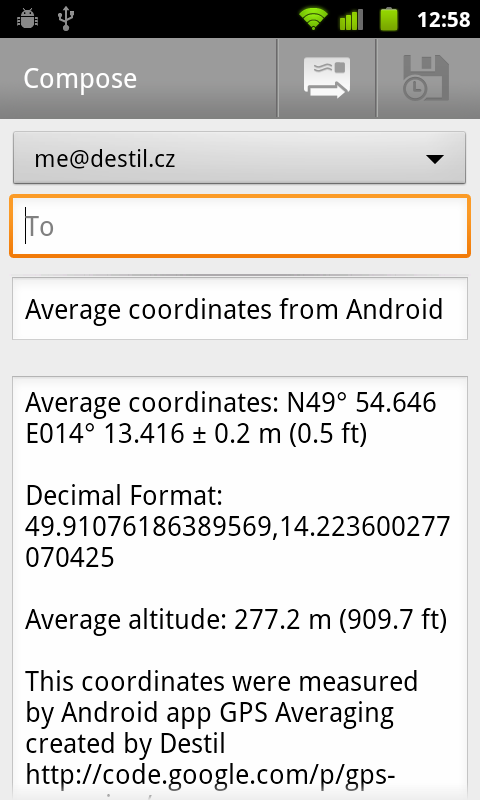 12:58
Compose
me@destil.cz
To
Average coordinates from Android
Average coordinates: N49° 54.646
E014° 13.416 ± 0.2 m (0.5 ft)
Decimal Format:
49.91076186389569,14.223600277
070425
Average altitude: 277.2 m (909.7 ft)
This coordinates were measured
by Android app GPS Averaging
created by Destil
http://code.google.com/p/gps-